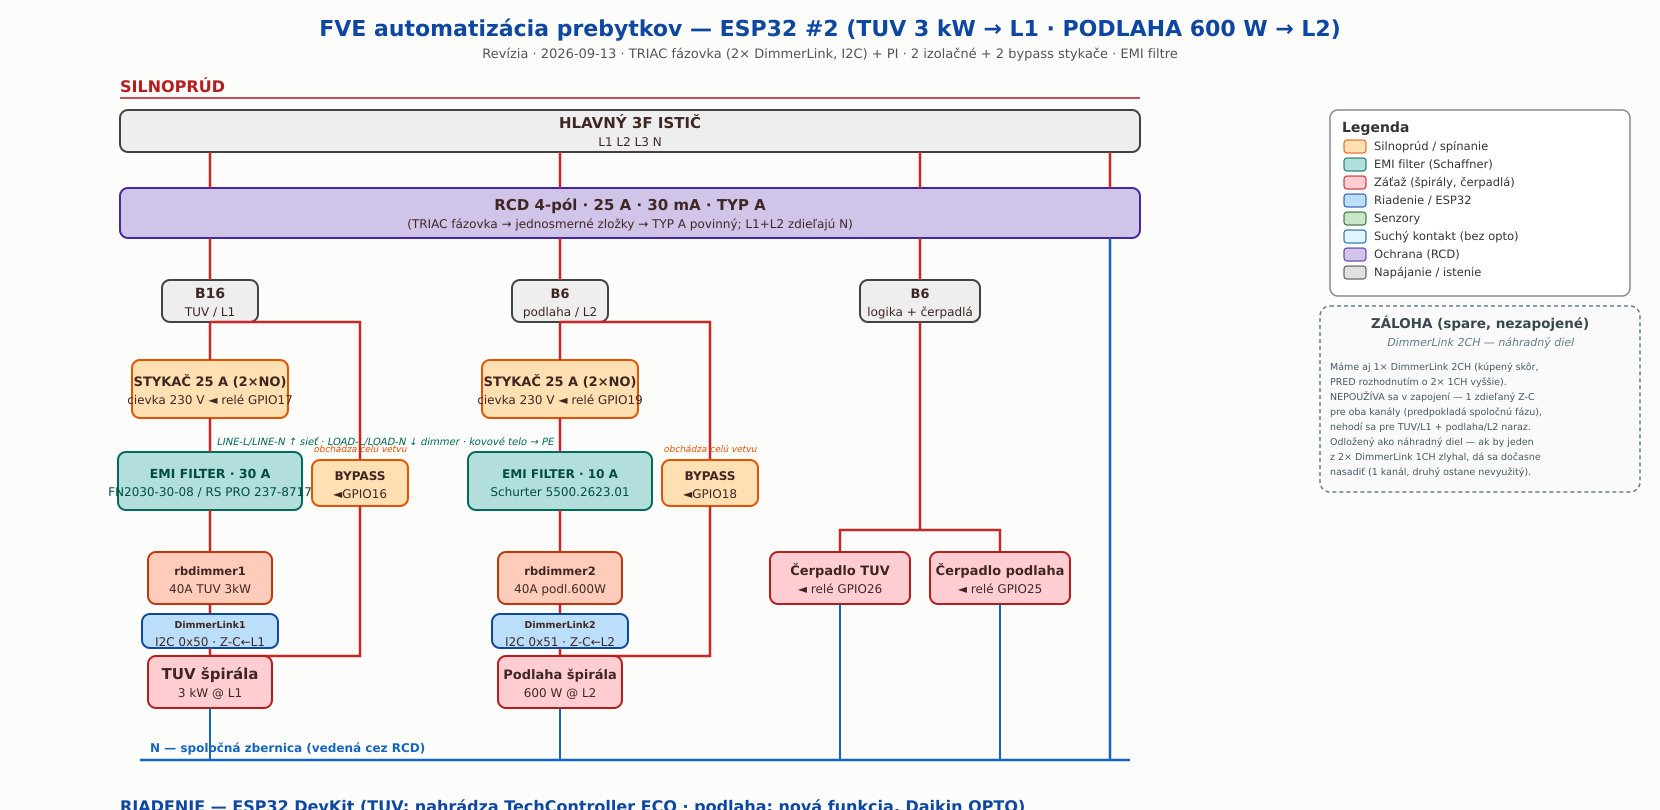 FVE automatizácia prebytkov — ESP32 #2 (TUV 3 kW → L1 · PODLAHA 600 W → L2)
Revízia · 2026-09-13 · TRIAC fázovka (2× DimmerLink, I2C) + PI · 2 izolačné + 2 bypass stykače · EMI filtre
SILNOPRÚD
HLAVNÝ 3F ISTIČ
L1 L2 L3 N
RCD 4-pól · 25 A · 30 mA · TYP A
(TRIAC fázovka → jednosmerné zložky → TYP A povinný; L1+L2 zdieľajú N)
B16
TUV / L1
B6
podlaha / L2
B6
logika + čerpadlá
STYKAČ 25 A (2×NO)
cievka 230 V ◄ relé GPIO17
STYKAČ 25 A (2×NO)
cievka 230 V ◄ relé GPIO19
LINE-L/LINE-N ↑ sieť · LOAD-L/LOAD-N ↓ dimmer · kovové telo → PE
obchádza celú vetvu
obchádza celú vetvu
EMI FILTER · 30 A
FN2030-30-08 / RS PRO 237-8717
BYPASS
◄GPIO16
EMI FILTER · 10 A
Schurter 5500.2623.01
BYPASS
◄GPIO18
rbdimmer1
40A TUV 3kW
rbdimmer2
40A podl.600W
Čerpadlo TUV
◄ relé GPIO26
Čerpadlo podlaha
◄ relé GPIO25
DimmerLink1
I2C 0x50 · Z-C←L1
DimmerLink2
I2C 0x51 · Z-C←L2
TUV špirála
3 kW @ L1
Podlaha špirála
600 W @ L2
N — spoločná zbernica (vedená cez RCD)
RIADENIE — ESP32 DevKit (TUV: nahrádza TechController ECO · podlaha: nová funkcia, Daikin OPTO)
Legenda
Silnoprúd / spínanie
EMI filter (Schaffner)
Záťaž (špirály, čerpadlá)
Riadenie / ESP32
Senzory
Suchý kontakt (bez opto)
Ochrana (RCD)
Napájanie / istenie
ZÁLOHA (spare, nezapojené)
DimmerLink 2CH — náhradný diel
Máme aj 1× DimmerLink 2CH (kúpený skôr,
PRED rozhodnutím o 2× 1CH vyššie).
NEPOUŽÍVA sa v zapojení — 1 zdieľaný Z-C
pre oba kanály (predpokladá spoločnú fázu),
nehodí sa pre TUV/L1 + podlaha/L2 naraz.
Odložený ako náhradný diel — ak by jeden
z 2× DimmerLink 1CH zlyhal, dá sa dočasne
nasadiť (1 kanál, druhý ostane nevyužitý).